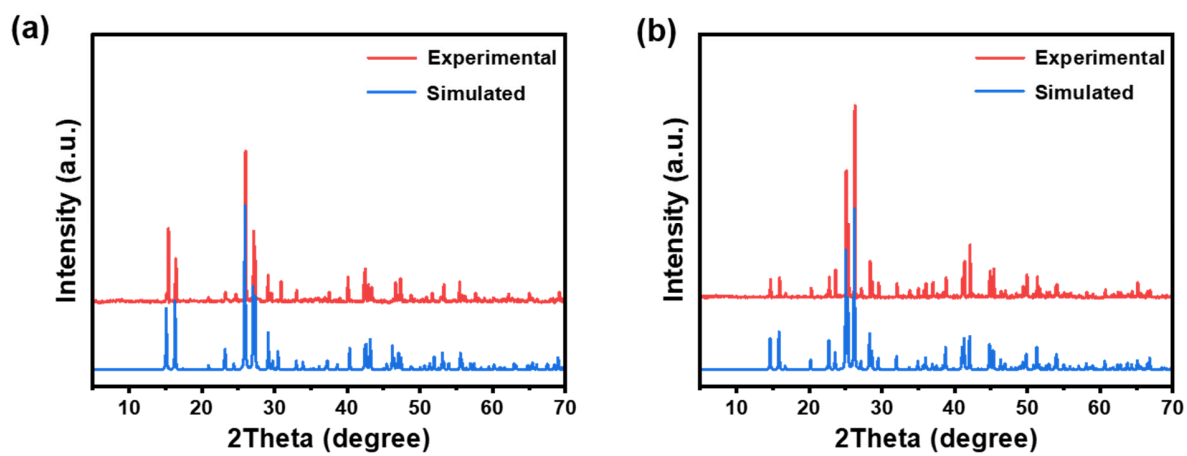 (a)
Experimental
Simulated
Intensity (a.u.)
10 20 30 40 50 60 70
2Theta (degree)
(b)
Experimental
Simulated
Intensity (a.u.)
10 20 30 40 50 60 70
2Theta (degree)